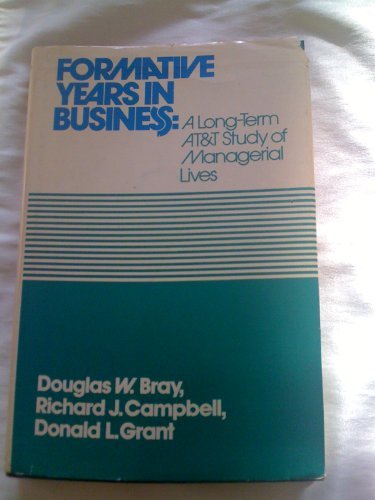 FORMATIVE
YEARS IN
BUSINESS:
A Long-Term
AT&T Study of
Managerial
Lives
Douglas W. Bray,
Richard J. Campbell,
Donald L. Grant